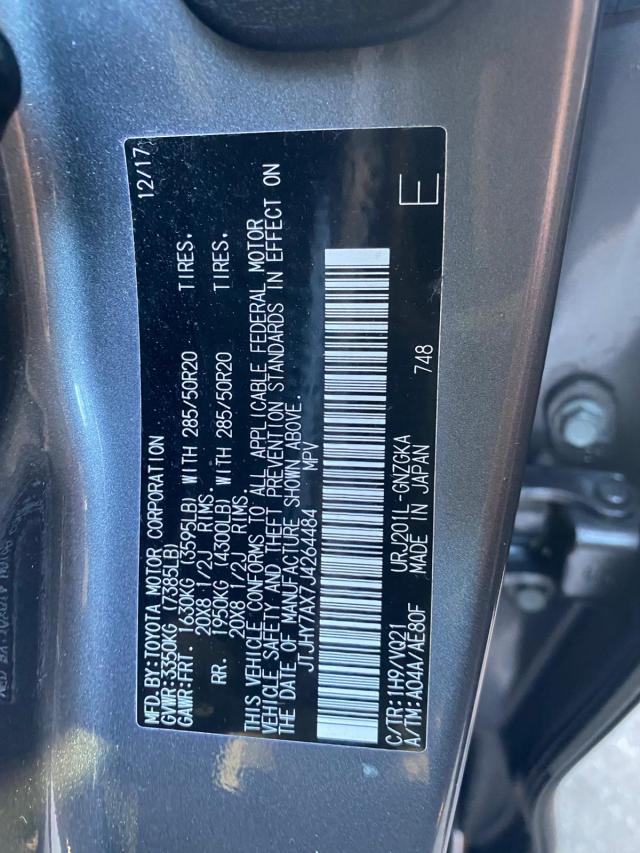 MFD.BY:TOYOTA MOTOR CORPORATION 12/17
GVWR:3350KG (7385LB)
GAWR:FRT. 1630KG (3595LB) WITH 285/50R20 TIRES.
20X8 1/2J RIMS.
RR. 1950KG (4300LB) WITH 285/50R20 TIRES.
20X8 1/2J RIMS.
THIS VEHICLE CONFORMS TO ALL APPLICABLE FEDERAL MOTOR
VEHICLE SAFETY AND THEFT PREVENTION STANDARDS IN EFFECT ON
THE DATE OF MANUFACTURE SHOWN ABOVE.
JTJHY7AX7J4264484 MPV
C/TR:1H9/YQ21 URJ201L-GNZGKA
A/TM:A04A/AE80F MADE IN JAPAN 748 E